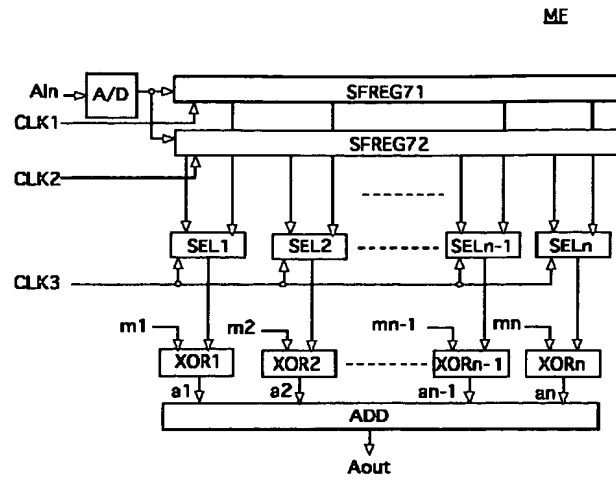 MF
AIn
A/D
SFREG71
CLK1
SFREG72
CLK2
SEL1 SEL2 SELn-1 SELn
CLK3
m1 m2 mn-1 mn
XOR1 XOR2 XORn-1 XORn
a1 a2 an-1 an
ADD
Aout